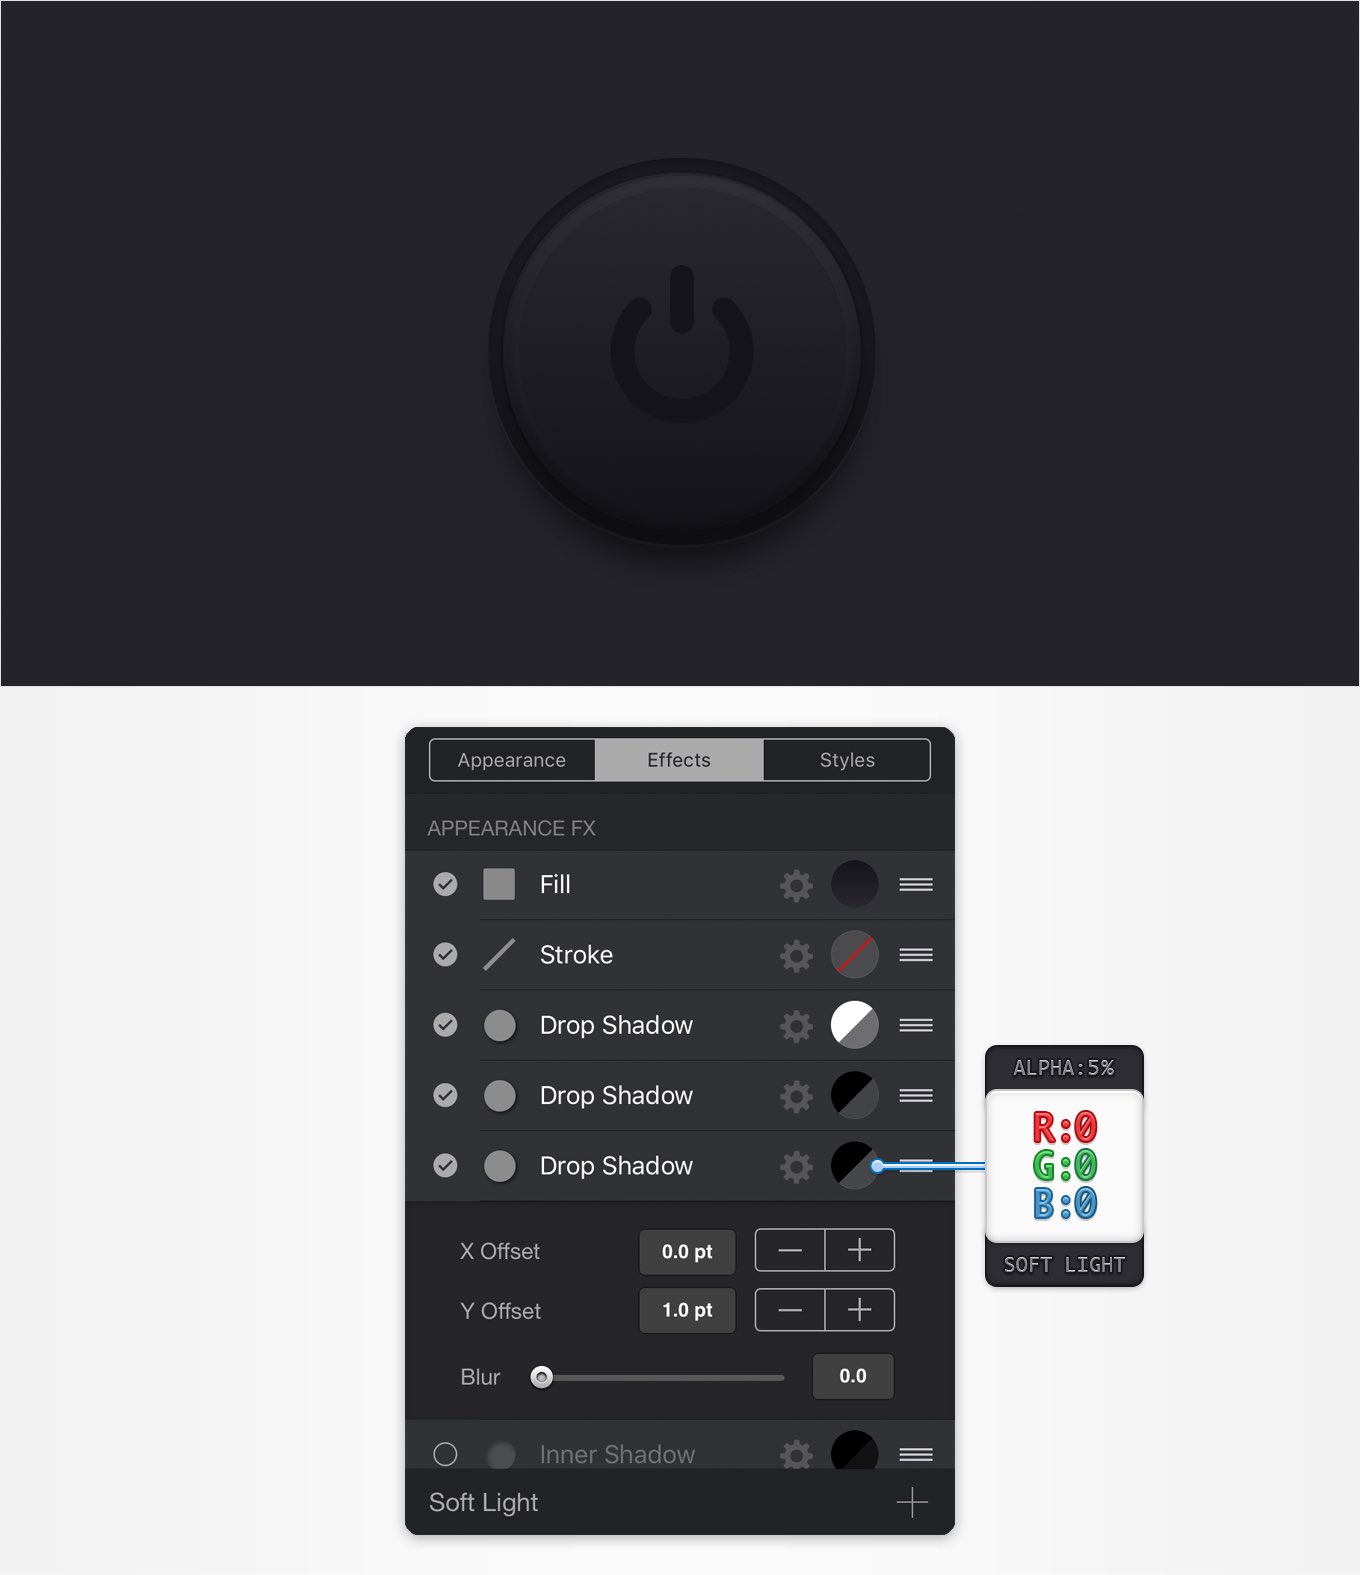 Appearance Effects Styles
APPEARANCE FX
Fill
Stroke
Drop Shadow
Drop Shadow
Drop Shadow
X Offset 0.0 pt
Y Offset 1.0 pt
Blur 0.0
Inner Shadow
Soft Light
ALPHA:5%
R:0
G:0
B:0
SOFT LIGHT